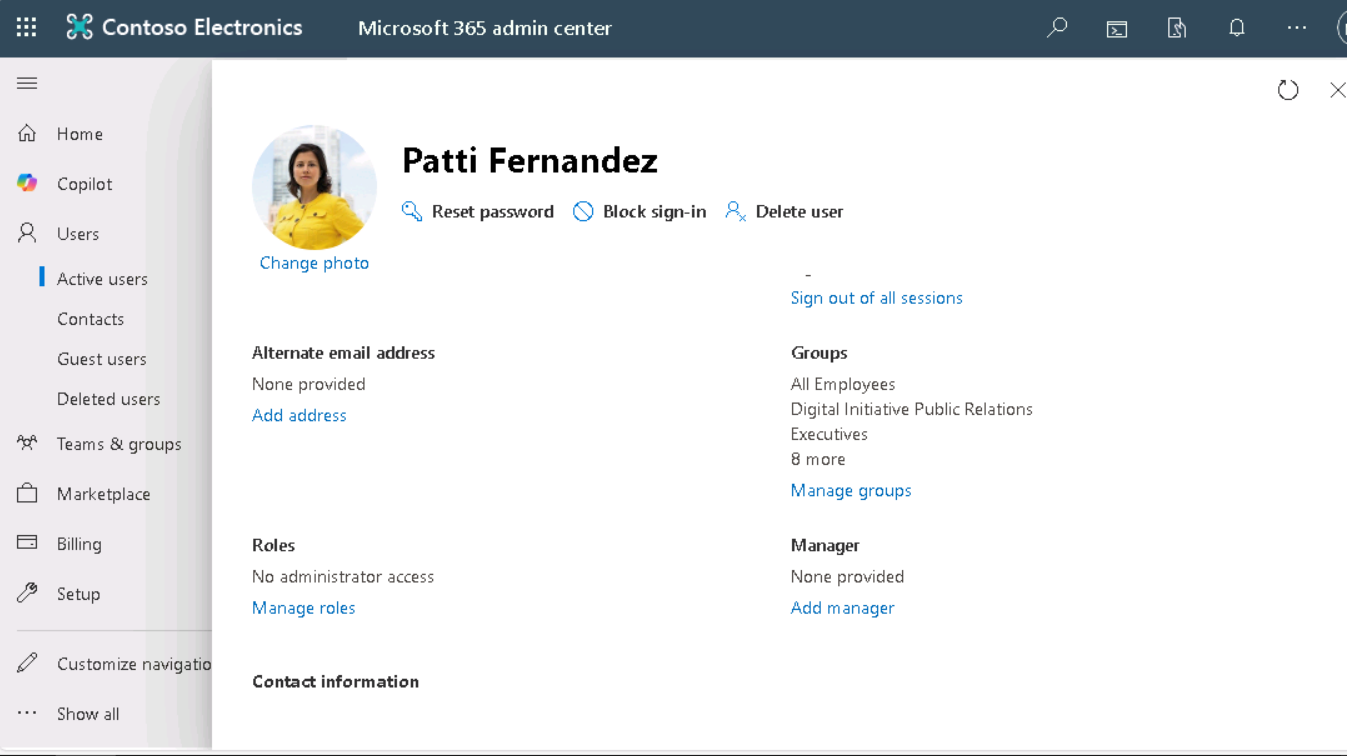 Contoso Electronics
Microsoft 365 admin center
Home
Copilot
Users
Active users
Contacts
Guest users
Deleted users
Teams & groups
Marketplace
Billing
Setup
Customize navigatio
Show all
Patti Fernandez
Reset password
Block sign-in
Delete user
Change photo
-
Sign out of all sessions
Alternate email address
None provided
Add address
Groups
All Employees
Digital Initiative Public Relations
Executives
8 more
Manage groups
Roles
No administrator access
Manage roles
Manager
None provided
Add manager
Contact information